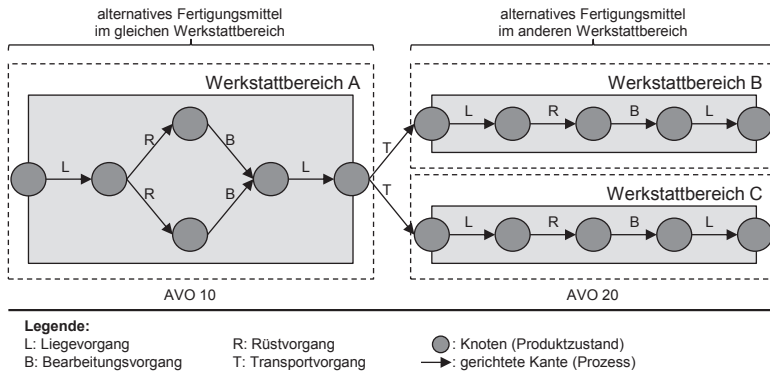 alternatives Fertigungsmittel
im gleichen Werkstattbereich
alternatives Fertigungsmittel
im anderen Werkstattbereich
Werkstattbereich A
L
R
R
B
B
L
T
T
Werkstattbereich B
L
R
B
L
Werkstattbereich C
L
R
B
L
AVO 10
AVO 20
Legende:
L: Liegevorgang
R: Rüstvorgang
: Knoten (Produktzustand)
B: Bearbeitungsvorgang
T: Transportvorgang
: gerichtete Kante (Prozess)